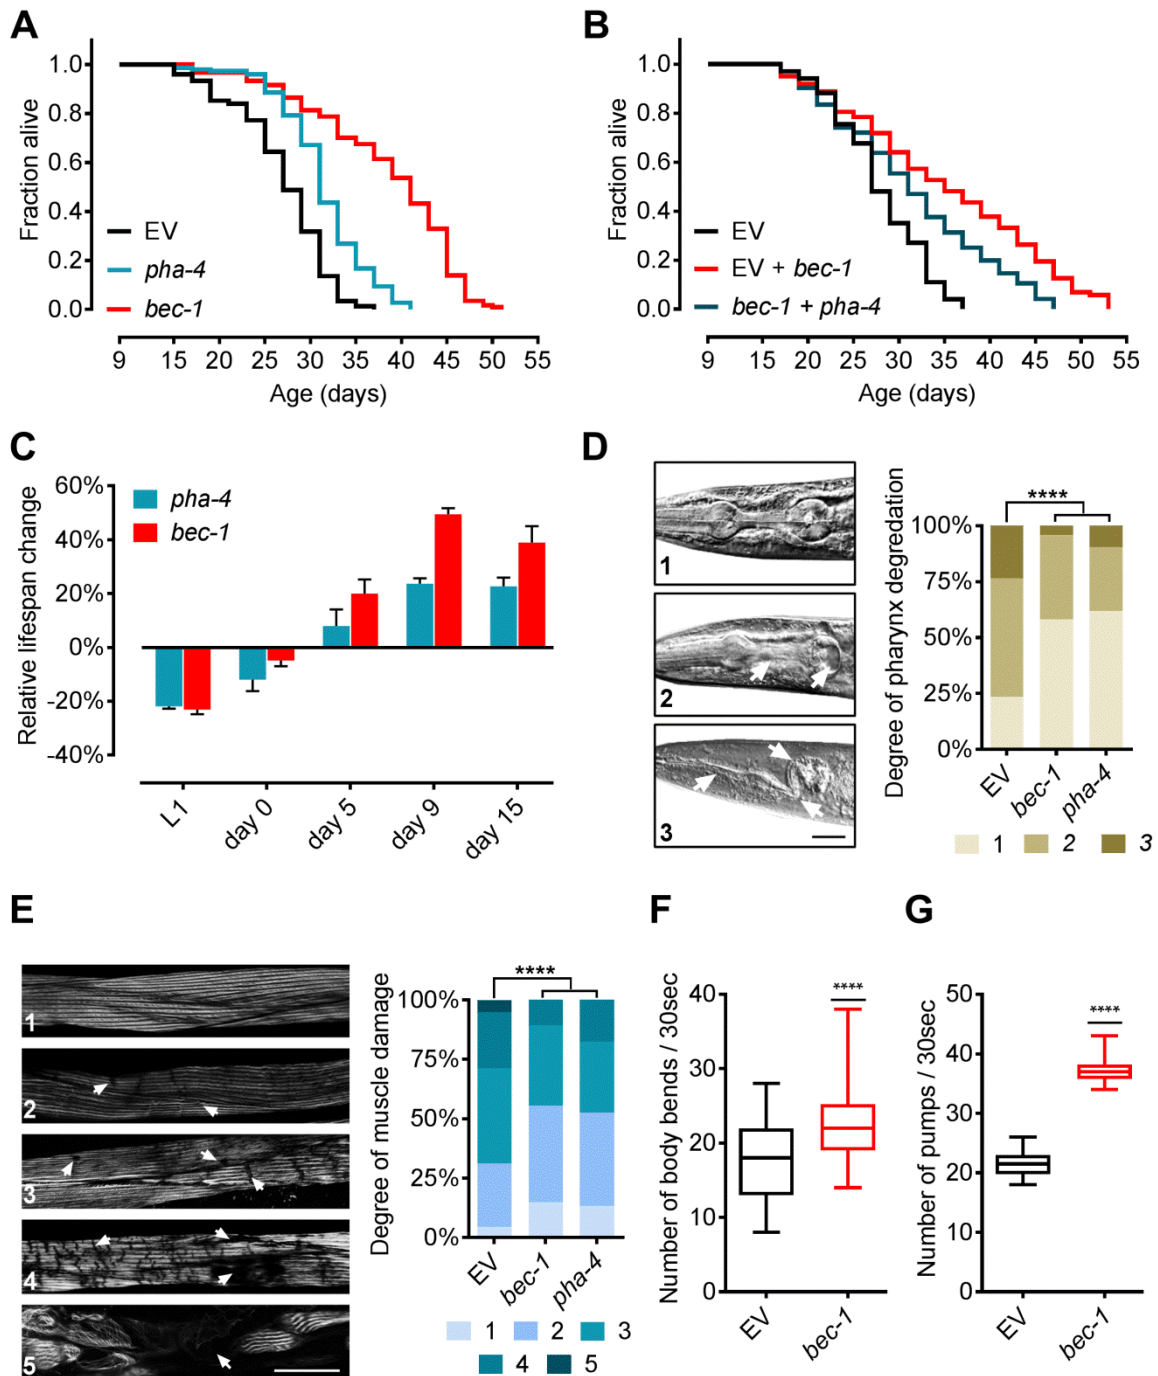 A
Fraction alive
1.0
0.8
0.6
0.4
0.2
0.0
EV
pha-4
bec-1
9 15 20 25 30 35 40 45 50 55
Age (days)
B
Fraction alive
1.0
0.8
0.6
0.4
0.2
0.0
EV
EV + bec-1
bec-1 + pha-4
9 15 20 25 30 35 40 45 50 55
Age (days)
C
Relative lifespan change
60%
40%
20%
0%
-20%
-40%
pha-4
bec-1
L1 day 0 day 5 day 9 day 15
D
1
2
3
Degree of pharynx degredation
100%
75%
50%
25%
0%
****
EV bec-1 pha-4
1 2 3
E
1
2
3
4
5
Degree of muscle damage
100%
75%
50%
25%
0%
****
EV bec-1 pha-4
1 2 3
4 5
F
Number of body bends / 30sec
40
30
20
10
0
****
EV bec-1
G
Number of pumps / 30sec
50
40
30
20
10
0
****
EV bec-1